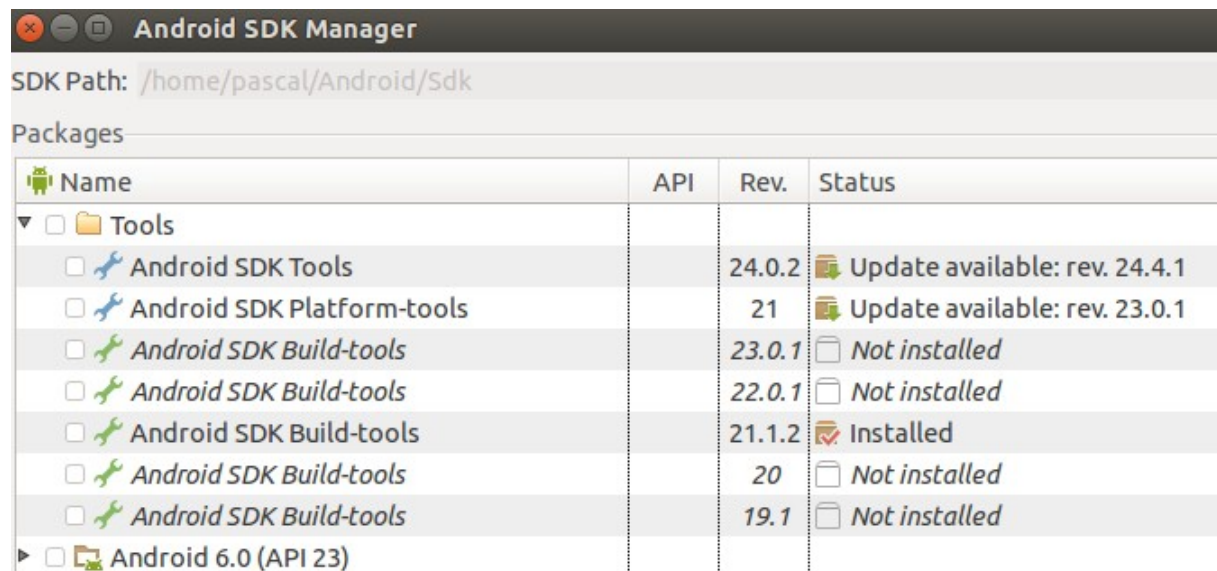 Android SDK Manager
SDK Path: /home/pascal/Android/Sdk
Packages
Name API Rev. Status
Tools
Android SDK Tools 24.0.2 Update available: rev. 24.4.1
Android SDK Platform-tools 21 Update available: rev. 23.0.1
Android SDK Build-tools 23.0.1 Not installed
Android SDK Build-tools 22.0.1 Not installed
Android SDK Build-tools 21.1.2 Installed
Android SDK Build-tools 20 Not installed
Android SDK Build-tools 19.1 Not installed
Android 6.0 (API 23)